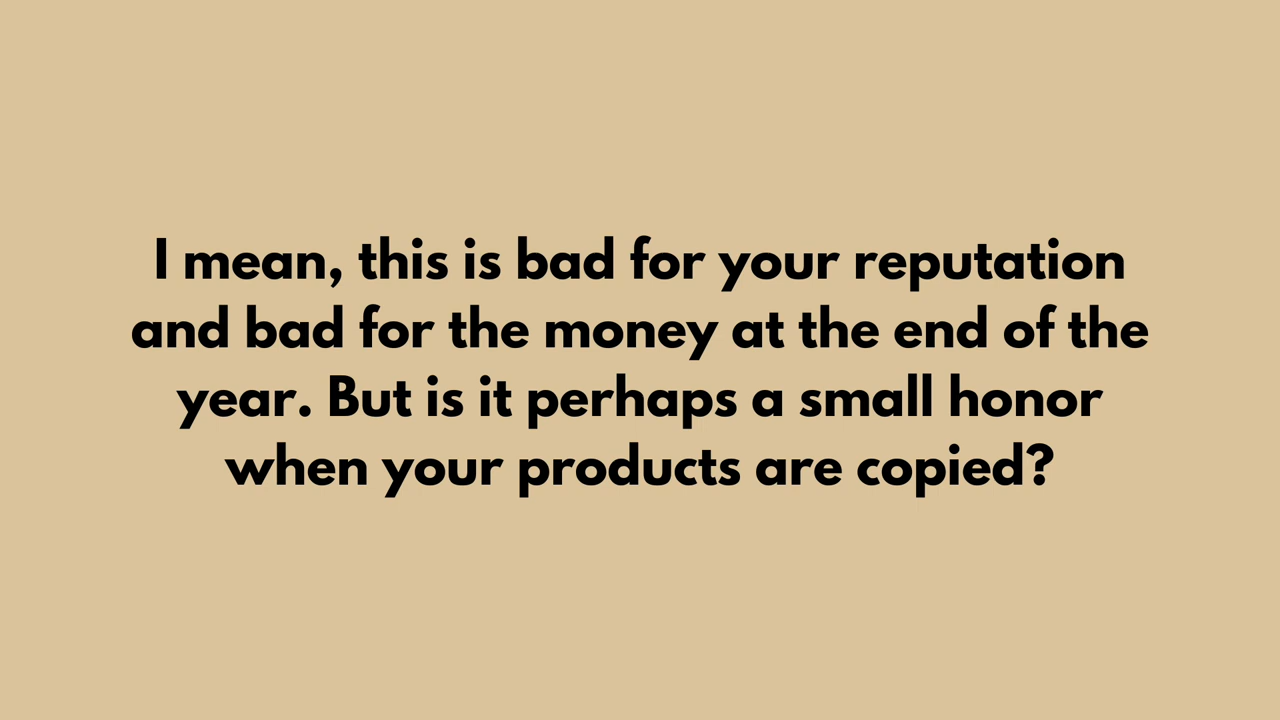 I mean, this is bad for your reputation
and bad for the money at the end of the
year. But is it perhaps a small honor
when your products are copied?